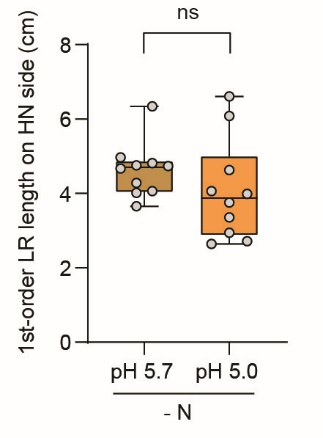 ns
1st-order LR length on HN side (cm)
8
6
4
2
0
pH 5.7 pH 5.0
- N